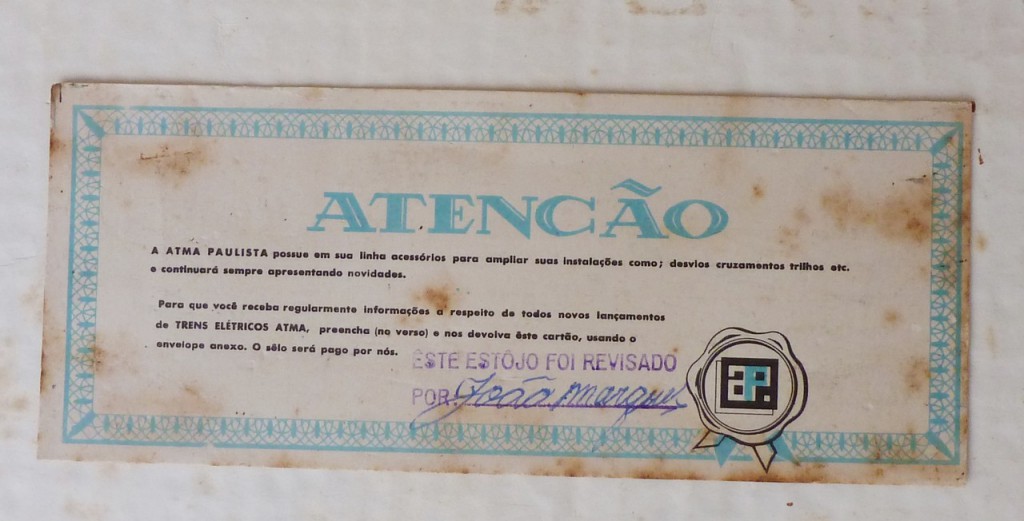 ATENCÃO
A ATMA PAULISTA possue em sua linha acessórios para ampliar suas instalações como; desvios cruzamentos trilhos etc.
e continuará sempre apresentando novidades.
Para que você receba regularmente informações a respeito de todos novos lançamentos
de TRENS ELÉTRICOS ATMA, preencha (no verso) e nos devolva êste cartão, usando o
envelope anexo. O sêlo será pago por nós.
ÊSTE ESTÔJO FOI REVISADO
POR João Marques
AP.